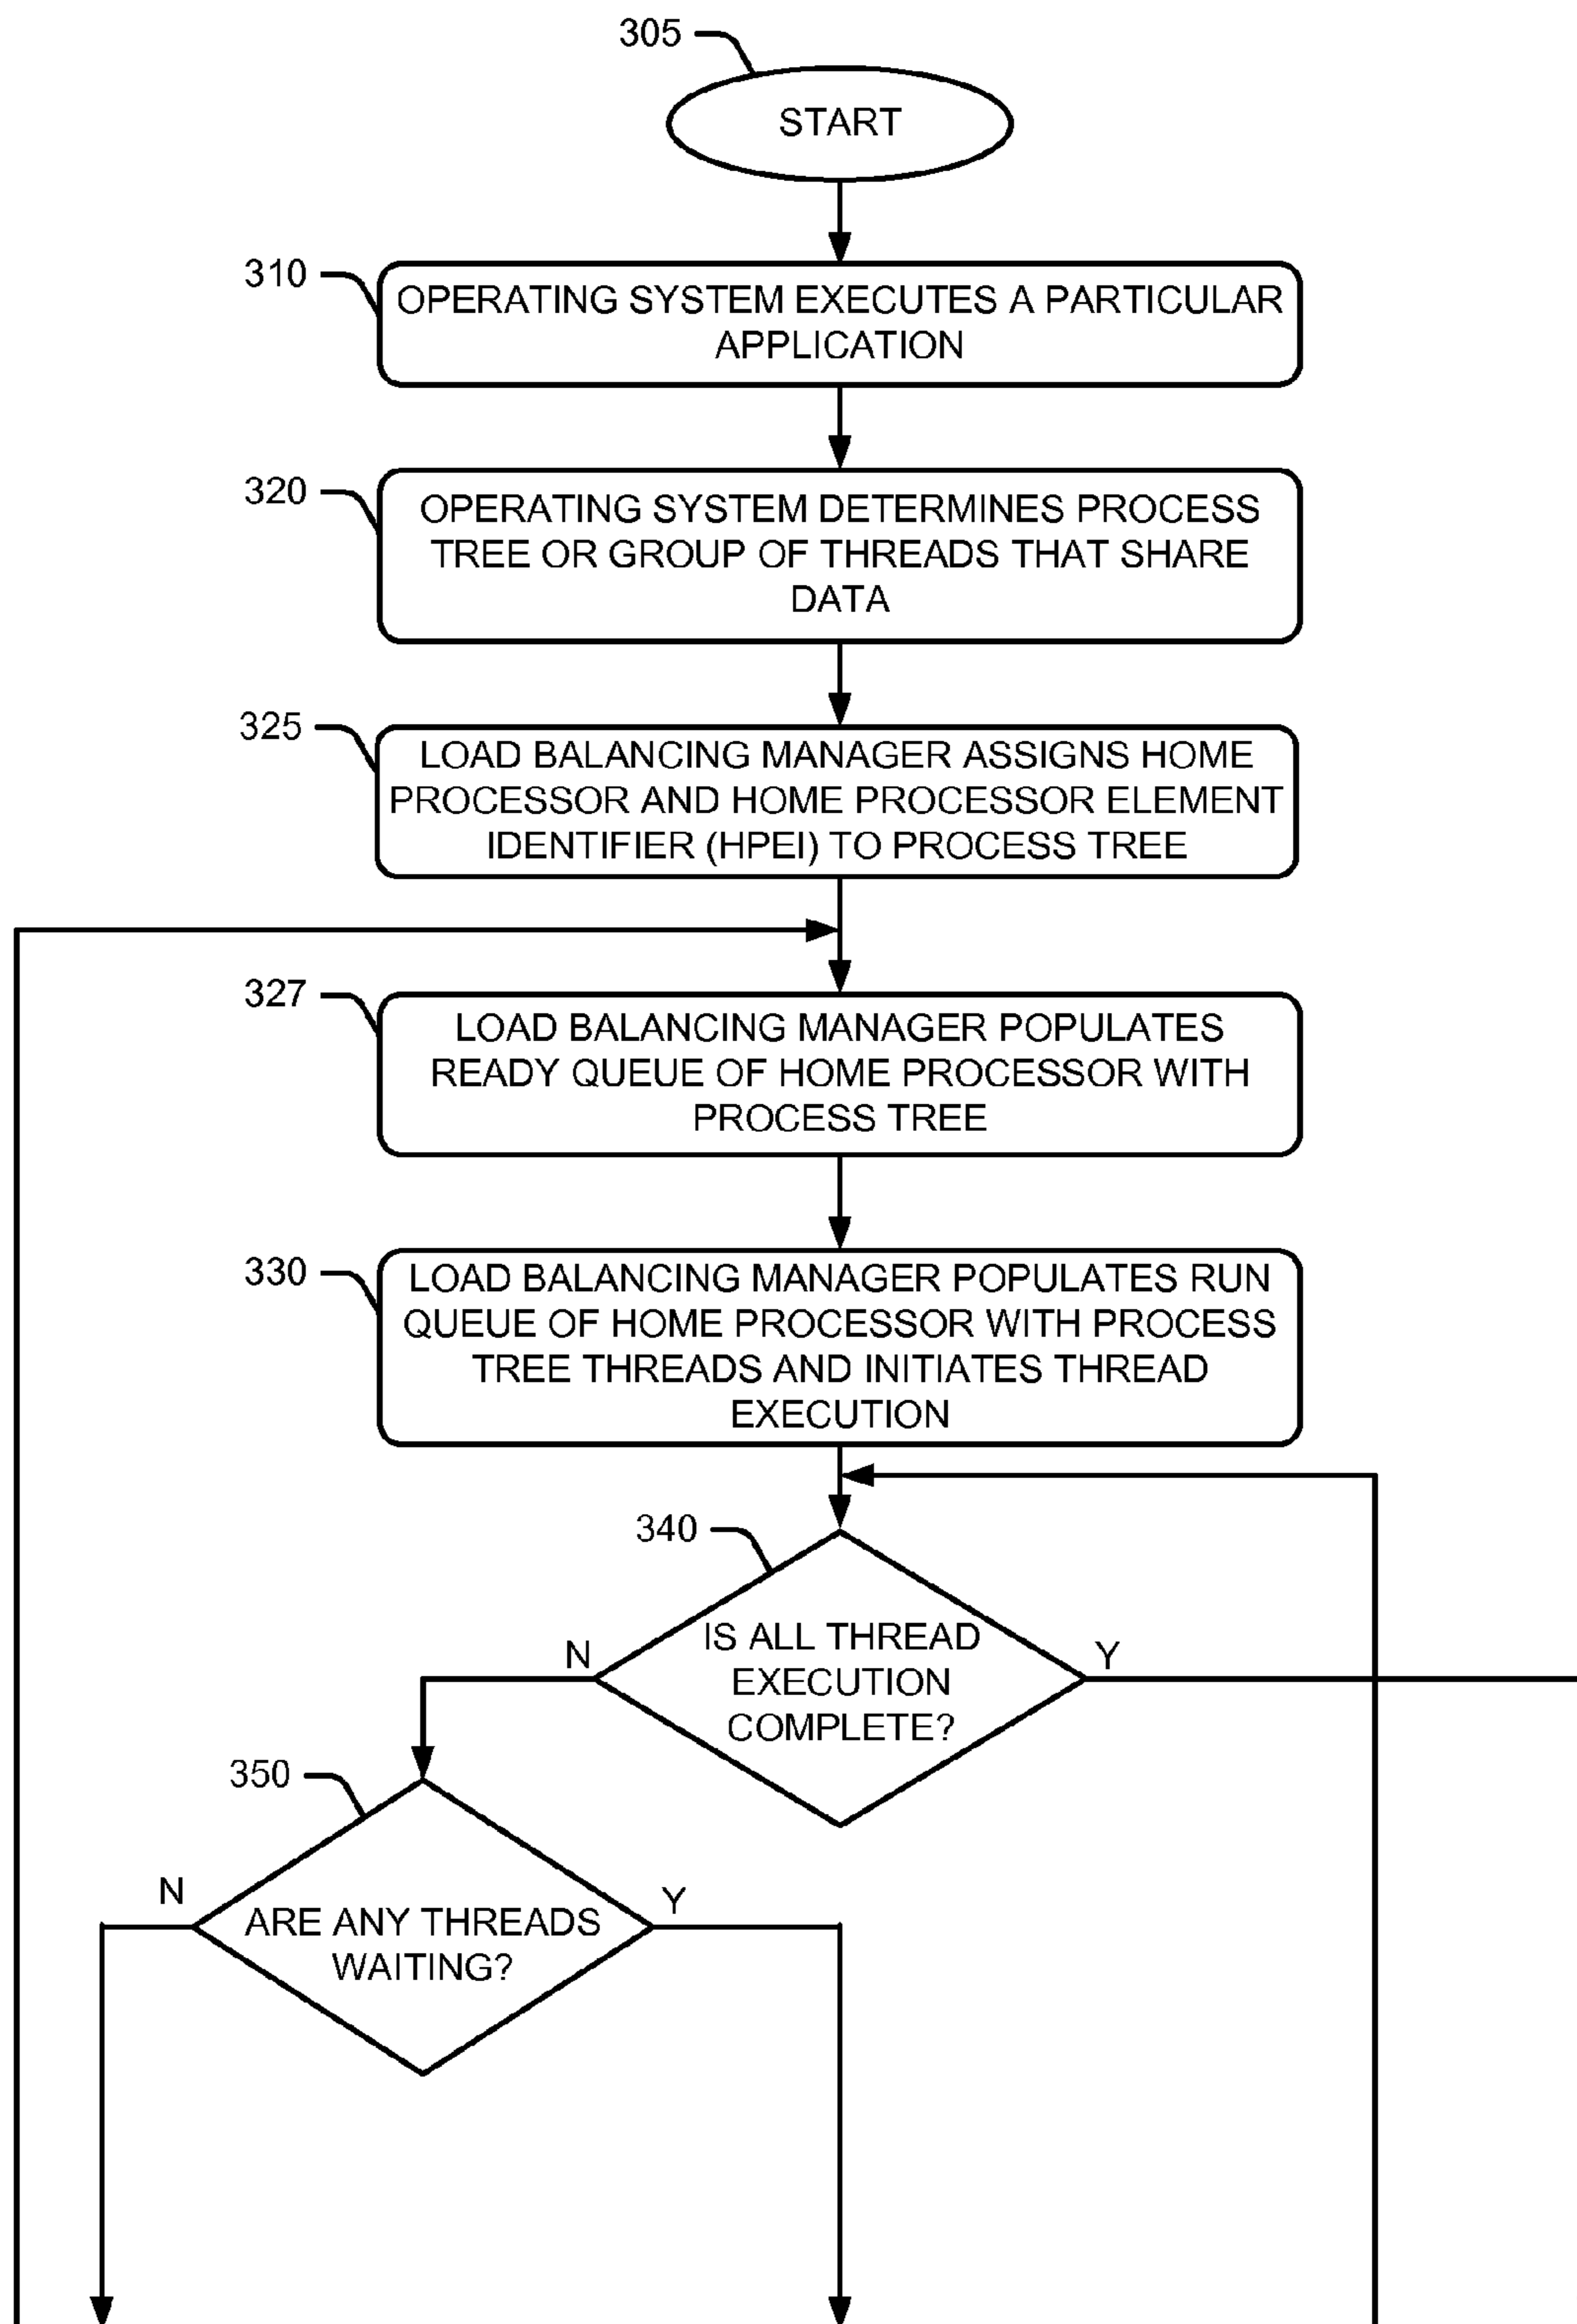 305
START
310
OPERATING SYSTEM EXECUTES A PARTICULAR
APPLICATION
320
OPERATING SYSTEM DETERMINES PROCESS
TREE OR GROUP OF THREADS THAT SHARE
DATA
325
LOAD BALANCING MANAGER ASSIGNS HOME
PROCESSOR AND HOME PROCESSOR ELEMENT
IDENTIFIER (HPEI) TO PROCESS TREE
327
LOAD BALANCING MANAGER POPULATES
READY QUEUE OF HOME PROCESSOR WITH
PROCESS TREE
330
LOAD BALANCING MANAGER POPULATES RUN
QUEUE OF HOME PROCESSOR WITH PROCESS
TREE THREADS AND INITIATES THREAD
EXECUTION
340
IS ALL THREAD
EXECUTION
COMPLETE?
N
Y
350
ARE ANY THREADS
WAITING?
N
Y